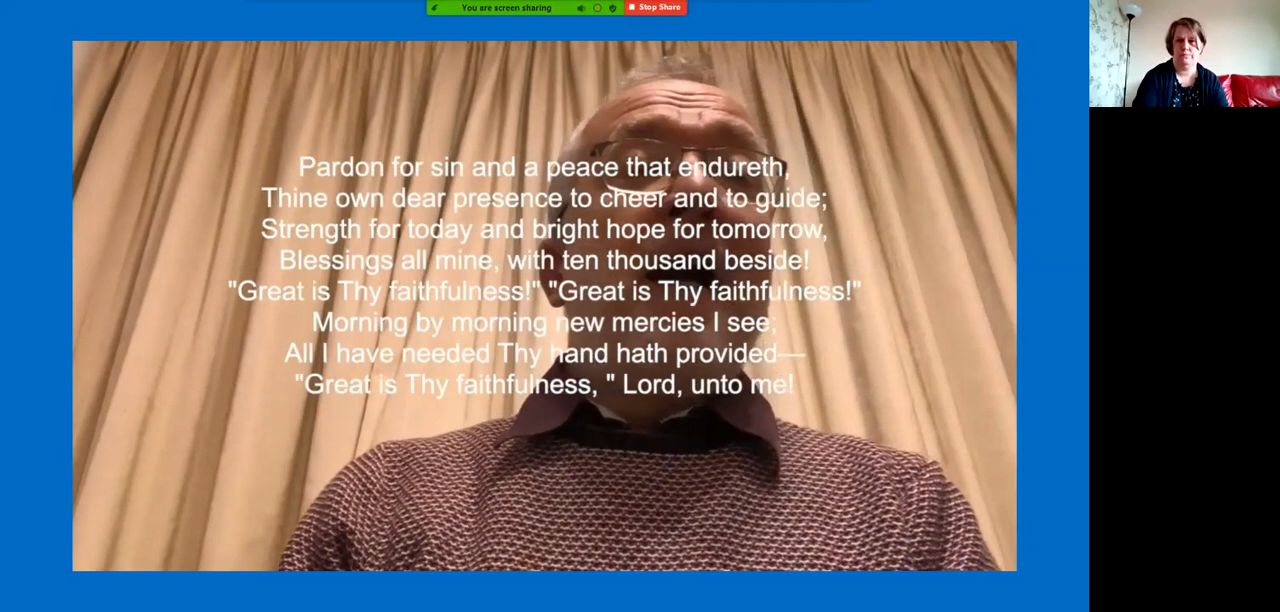 You are screen sharing
Stop Share
Pardon for sin and a peace that endureth,
Thine own dear presence to cheer and to guide;
Strength for today and bright hope for tomorrow,
Blessings all mine, with ten thousand beside!
"Great is Thy faithfulness!" "Great is Thy faithfulness!"
Morning by morning new mercies I see;
All I have needed Thy hand hath provided—
"Great is Thy faithfulness, " Lord, unto me!